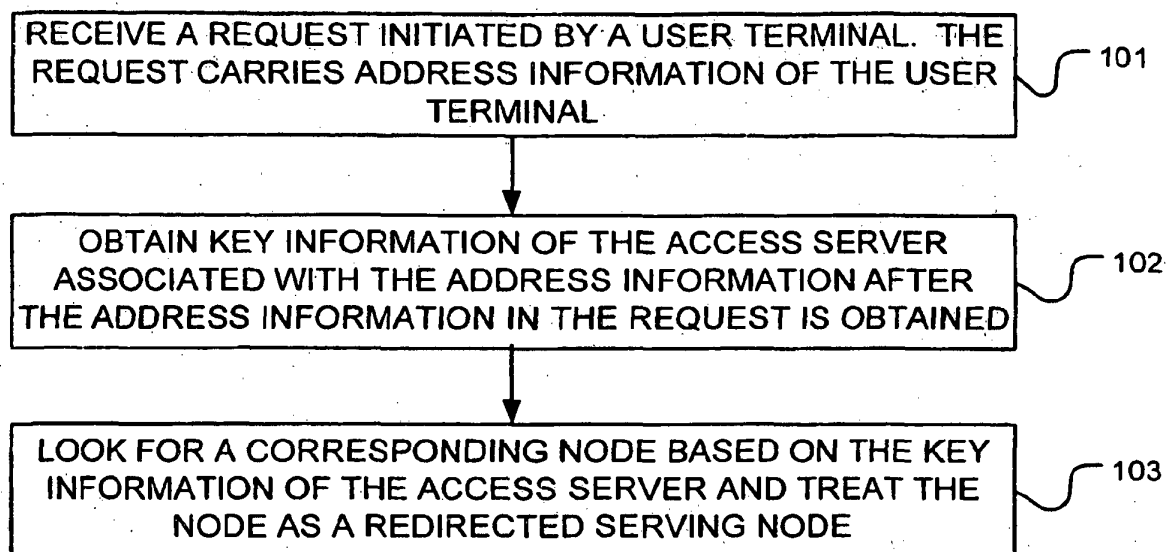 RECEIVE A REQUEST INITIATED BY A USER TERMINAL. THE
REQUEST CARRIES ADDRESS INFORMATION OF THE USER
TERMINAL
101
OBTAIN KEY INFORMATION OF THE ACCESS SERVER
ASSOCIATED WITH THE ADDRESS INFORMATION AFTER
THE ADDRESS INFORMATION IN THE REQUEST IS OBTAINED
102
LOOK FOR A CORRESPONDING NODE BASED ON THE KEY
INFORMATION OF THE ACCESS SERVER AND TREAT THE
NODE AS A REDIRECTED SERVING NODE
103